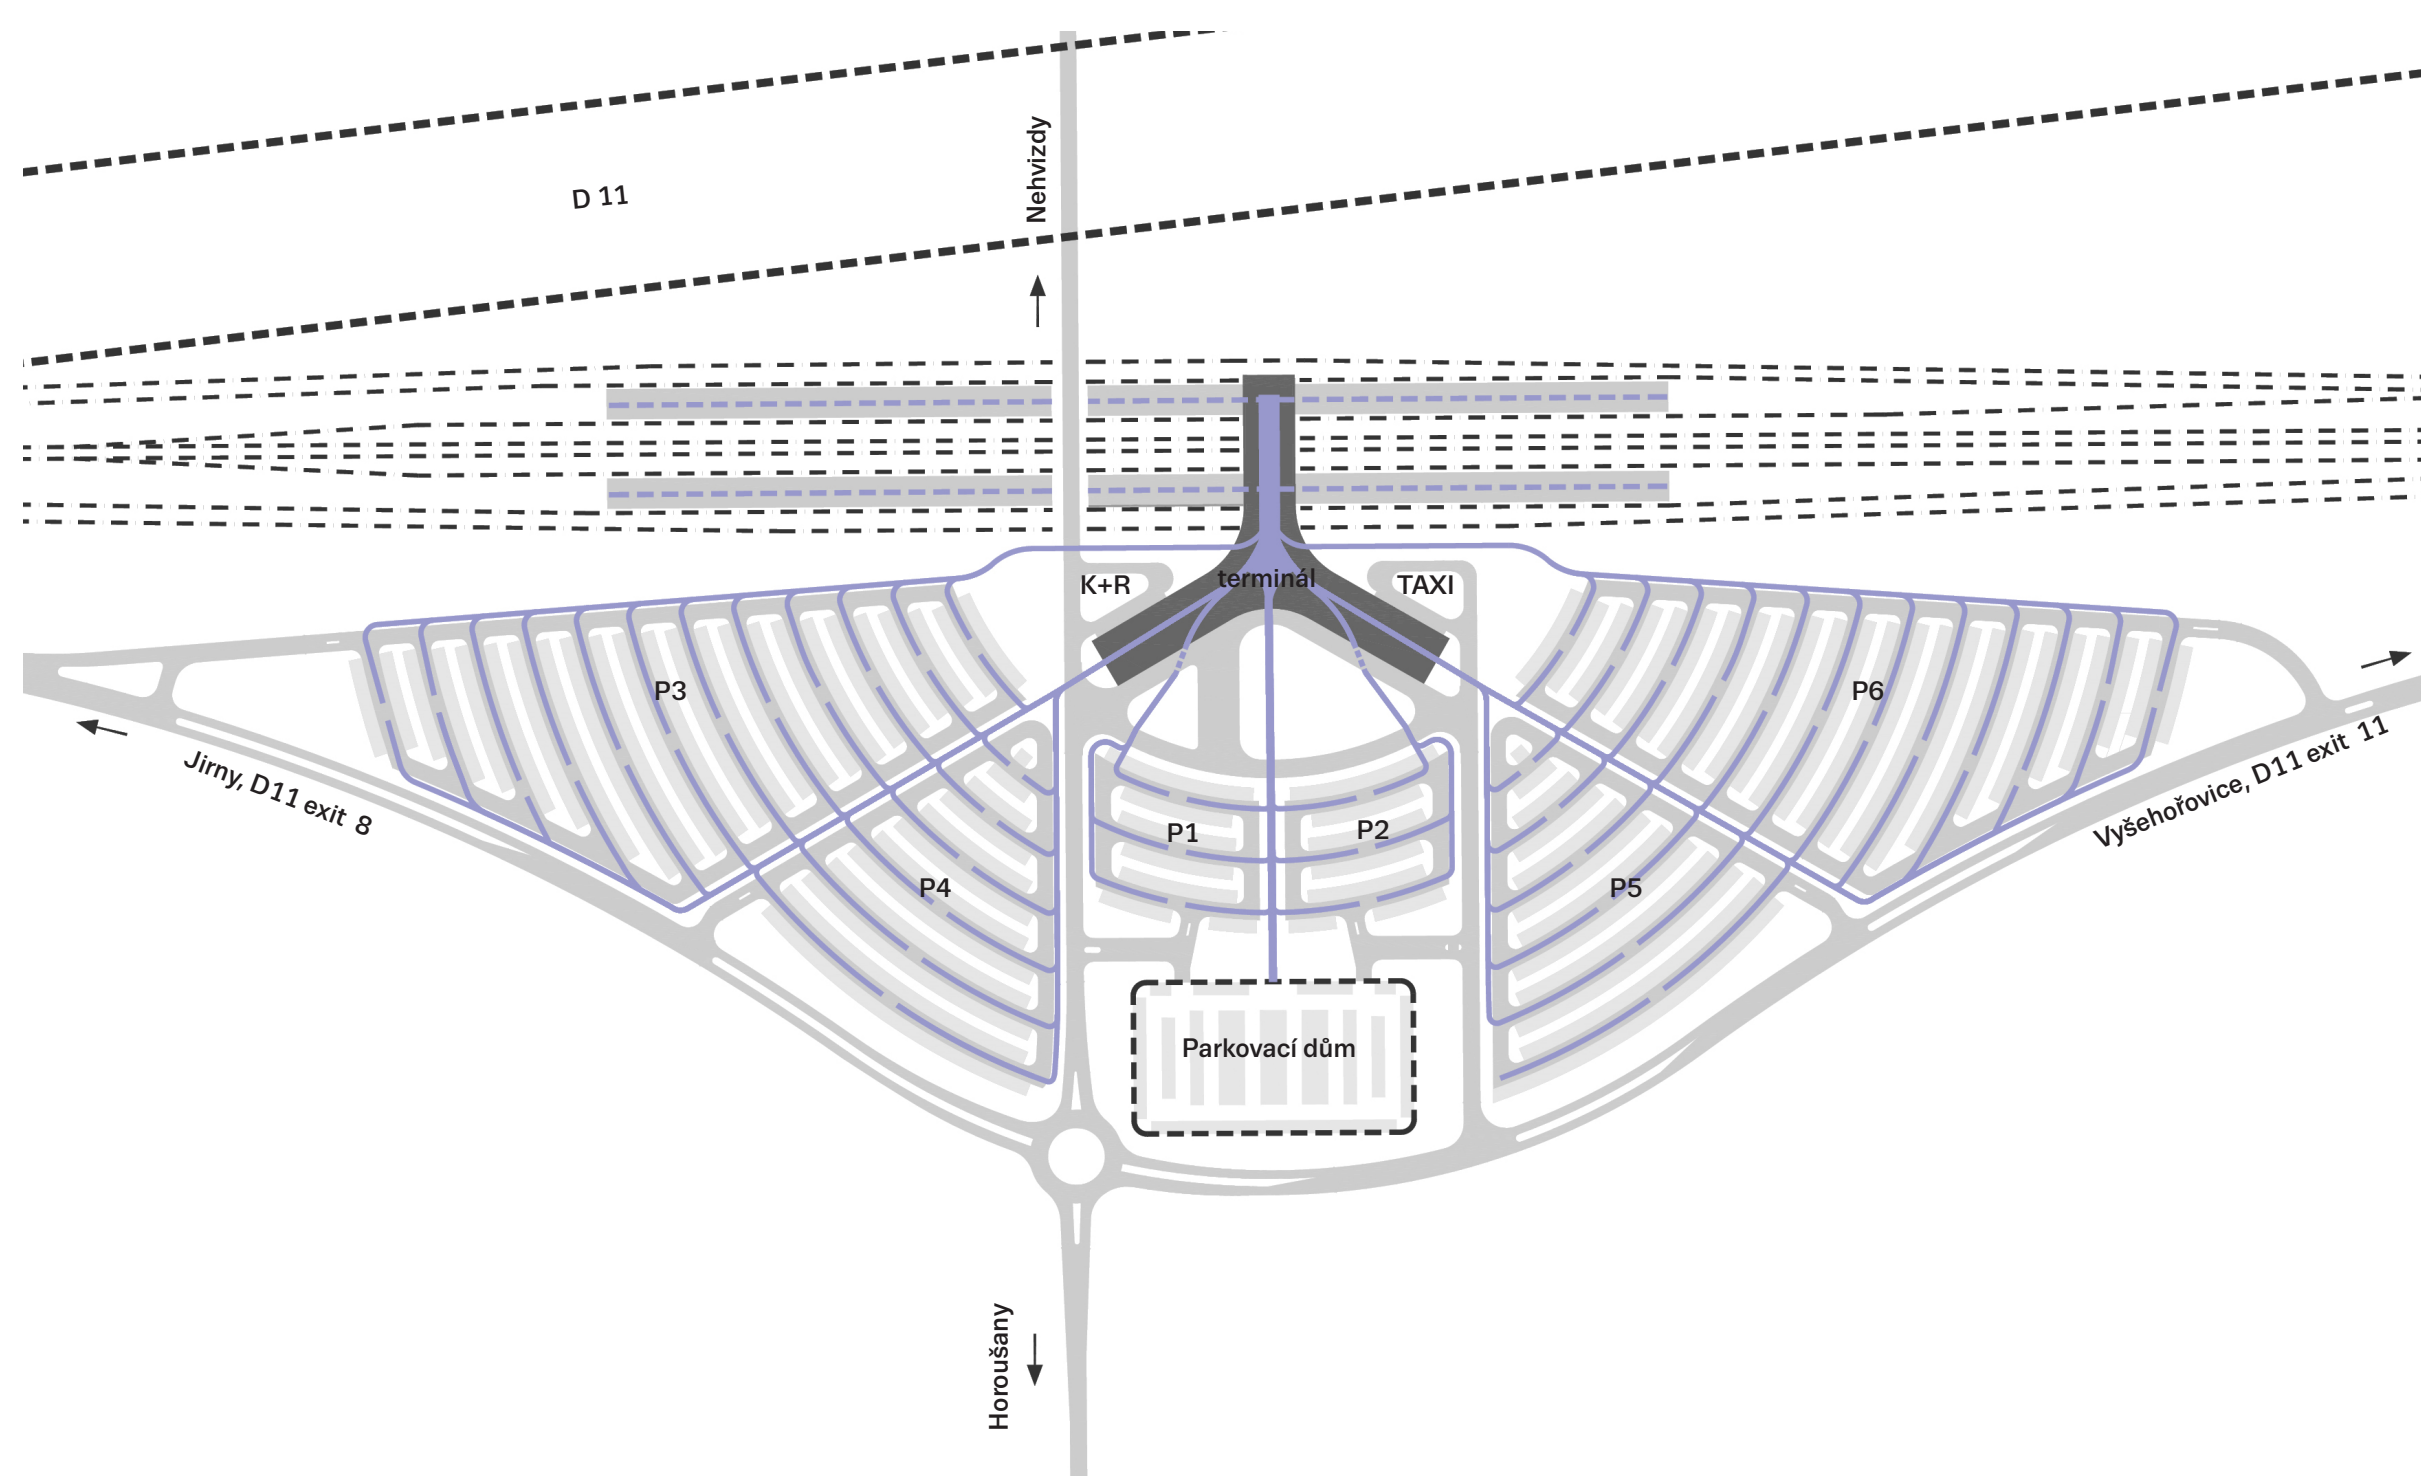 Nehvizdy
D 11
K+R
terminál
TAXI
P3
P6
Jirny, D11 exit 8
Vyšehořovice, D11 exit 11
P1
P2
P4
P5
Parkovací dům
Horoušany